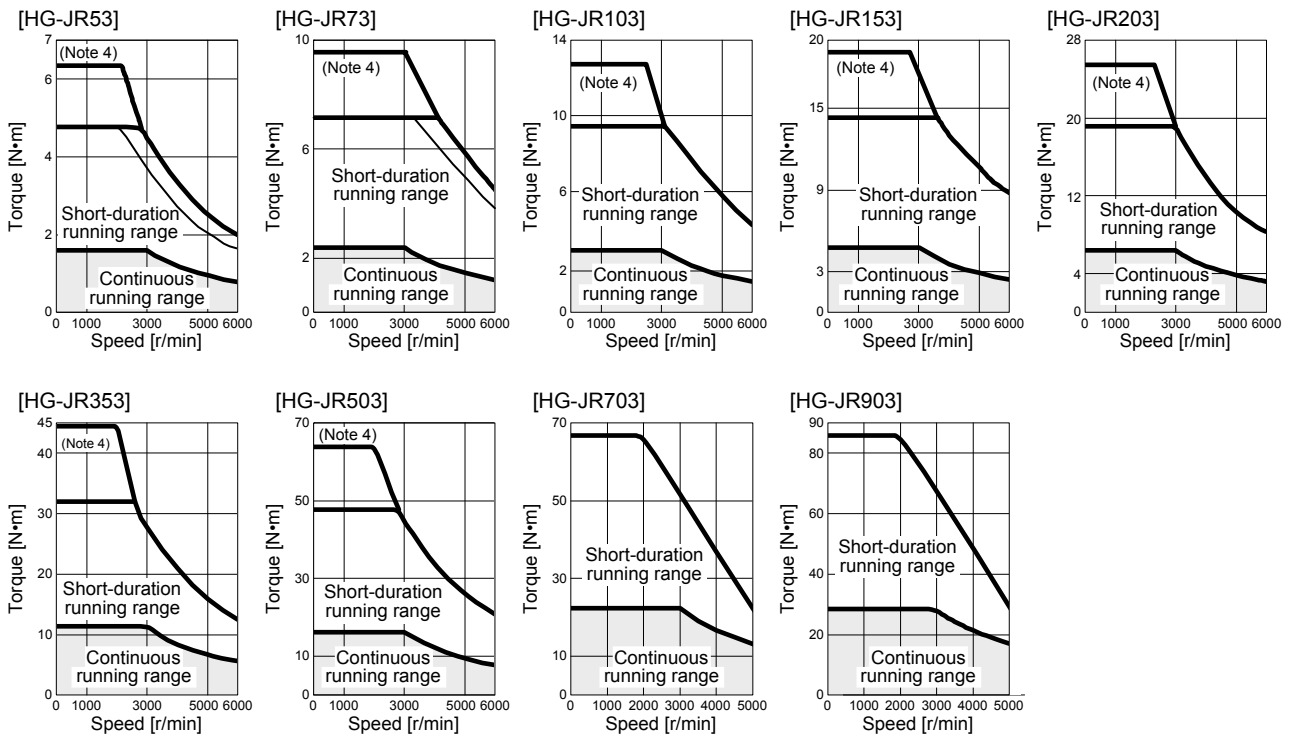 [HG-JR53]
7
(Note 4)
6
4
Short-duration
running range
2
Continuous
running range
0
0 1000 3000 5000 6000
Torque [N•m]
Speed [r/min]
[HG-JR73]
10
(Note 4)
6
Short-duration
running range
2
Continuous
running range
0
0 1000 3000 5000 6000
Torque [N•m]
Speed [r/min]
[HG-JR103]
14
(Note 4)
10
6
Short-duration
running range
2
Continuous
running range
0
0 1000 3000 5000 6000
Torque [N•m]
Speed [r/min]
[HG-JR153]
20
(Note 4)
15
9
Short-duration
running range
3
Continuous
running range
0
0 1000 3000 5000 6000
Torque [N•m]
Speed [r/min]
[HG-JR203]
28
(Note 4)
20
12
Short-duration
running range
4
Continuous
running range
0
0 1000 3000 5000 6000
Torque [N•m]
Speed [r/min]
[HG-JR353]
45
(Note 4)
40
30
20
Short-duration
running range
10
Continuous
running range
0
0 1000 3000 5000 6000
Torque [N•m]
Speed [r/min]
[HG-JR503]
70
(Note 4)
50
30
Short-duration
running range
10
Continuous
running range
0
0 1000 3000 5000 6000
Torque [N•m]
Speed [r/min]
[HG-JR703]
70
50
Short-duration
running range
30
10
Continuous
running range
0
0 1000 2000 3000 4000 5000
Torque [N•m]
Speed [r/min]
[HG-JR903]
90
80
60
Short-duration
running range
40
20
Continuous
running range
0
0 1000 2000 3000 4000 5000
Torque [N•m]
Speed [r/min]